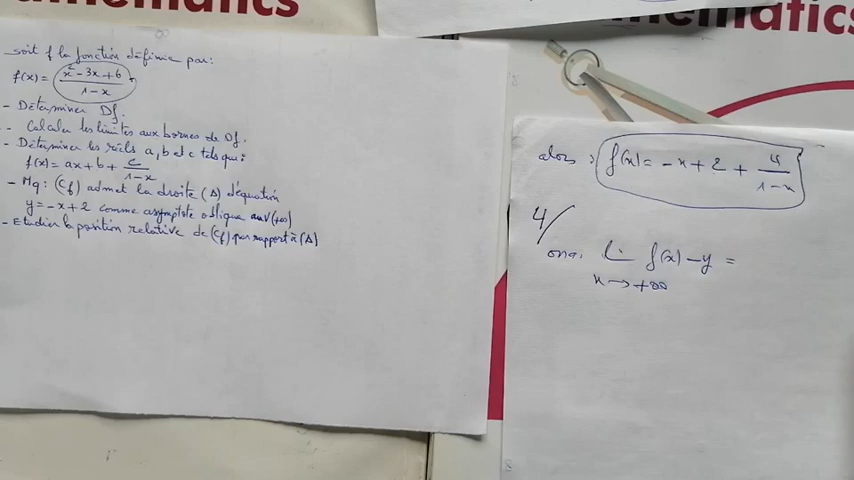 ematics
ematics
soit f la fonction définie par:
f(x) = x² - 3x + 6 / 1 - x
- Déterminer Df.
- Calculer les limites aux bornes de Df.
- Déterminer les réels a, b et c tels que:
f(x) = ax + b + c / 1 - x
- Mq: (Cf) admet la droite (Δ) d'équation
y = -x + 2 comme asymptote oblique au V(+∞)
- Etudier la position relative de (Cf) par rapport à (Δ)
alors: f(x) = -x + 2 + 4 / 1 - x
4/
ona: lim f(x) - y =
x → +∞